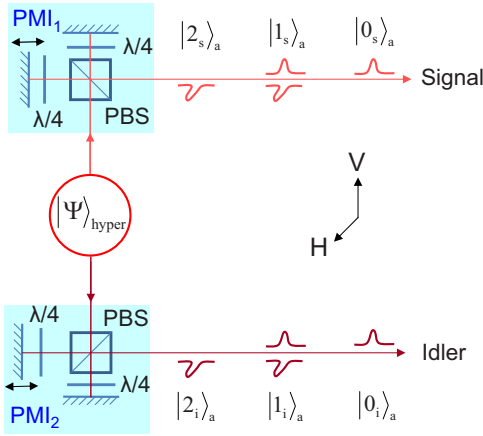 PMI₁
λ/4
|2ₛ⟩ₐ |1ₛ⟩ₐ |0ₛ⟩ₐ
Signal
λ/4
PBS
|Ψ⟩hyper
V
H
λ/4
PBS
Idler
λ/4
PMI₂
|2ᵢ⟩ₐ |1ᵢ⟩ₐ |0ᵢ⟩ₐ